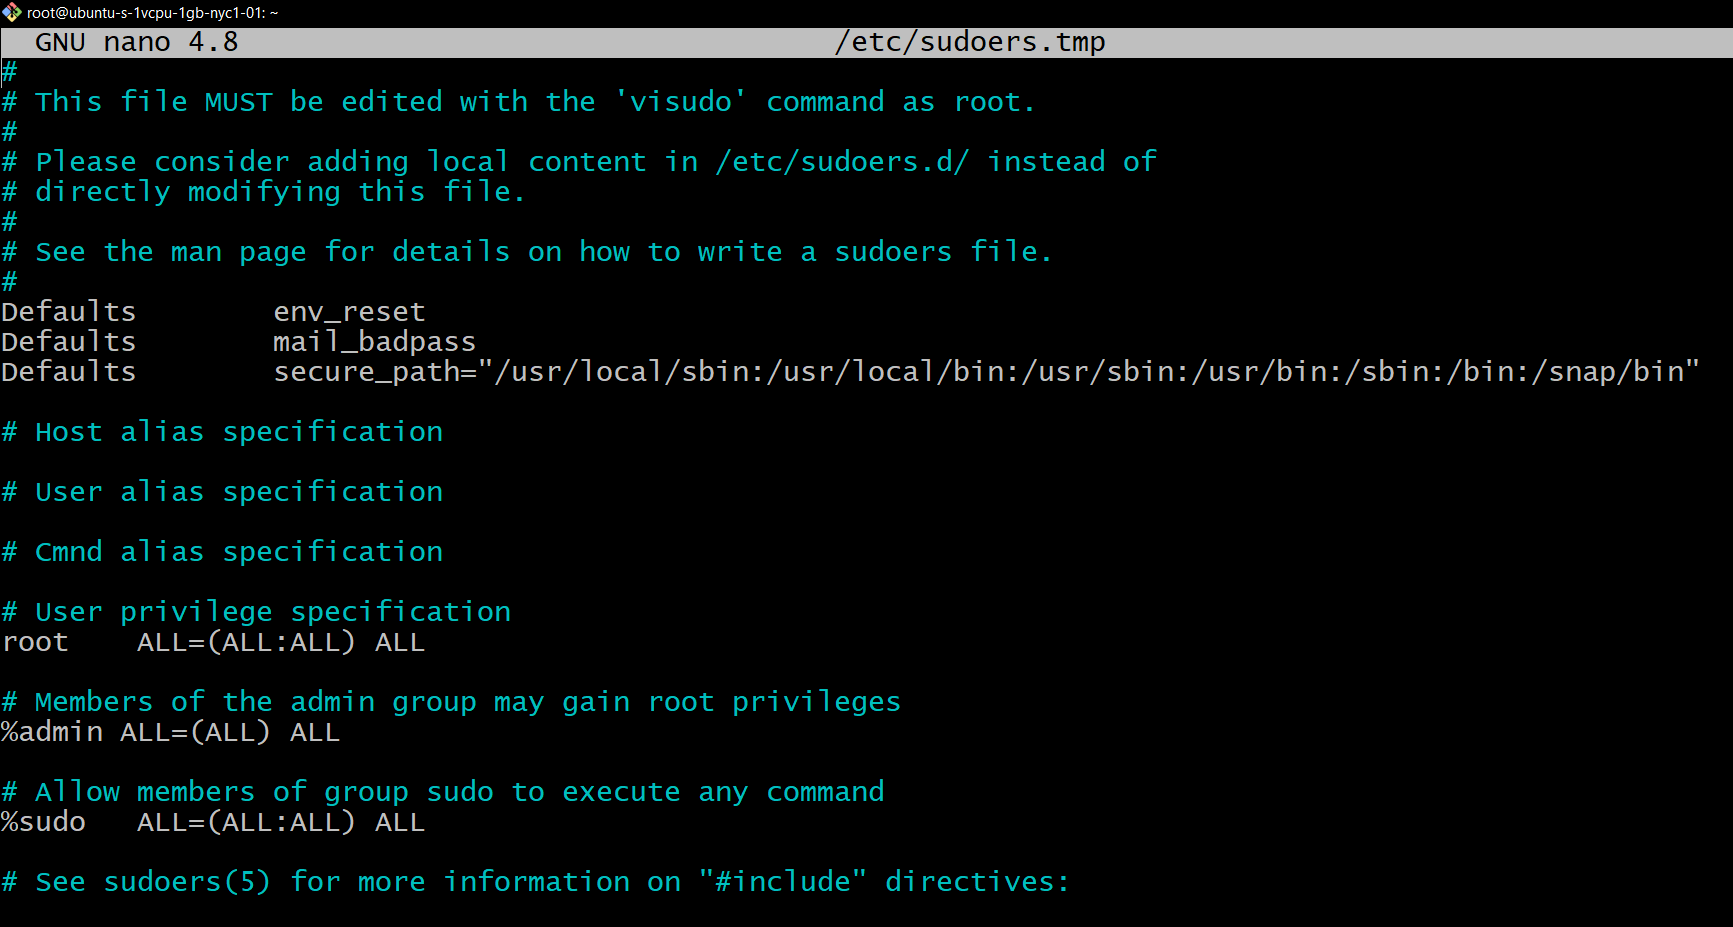 root@ubuntu-s-1vcpu-1gb-nyc1-01: ~
GNU nano 4.8 /etc/sudoers.tmp
#
# This file MUST be edited with the 'visudo' command as root.
#
# Please consider adding local content in /etc/sudoers.d/ instead of
# directly modifying this file.
#
# See the man page for details on how to write a sudoers file.
#
Defaults        env_reset
Defaults        mail_badpass
Defaults        secure_path="/usr/local/sbin:/usr/local/bin:/usr/sbin:/usr/bin:/sbin:/bin:/snap/bin"
# Host alias specification
# User alias specification
# Cmnd alias specification
# User privilege specification
root    ALL=(ALL:ALL) ALL
# Members of the admin group may gain root privileges
%admin ALL=(ALL) ALL
# Allow members of group sudo to execute any command
%sudo   ALL=(ALL:ALL) ALL
# See sudoers(5) for more information on "#include" directives: